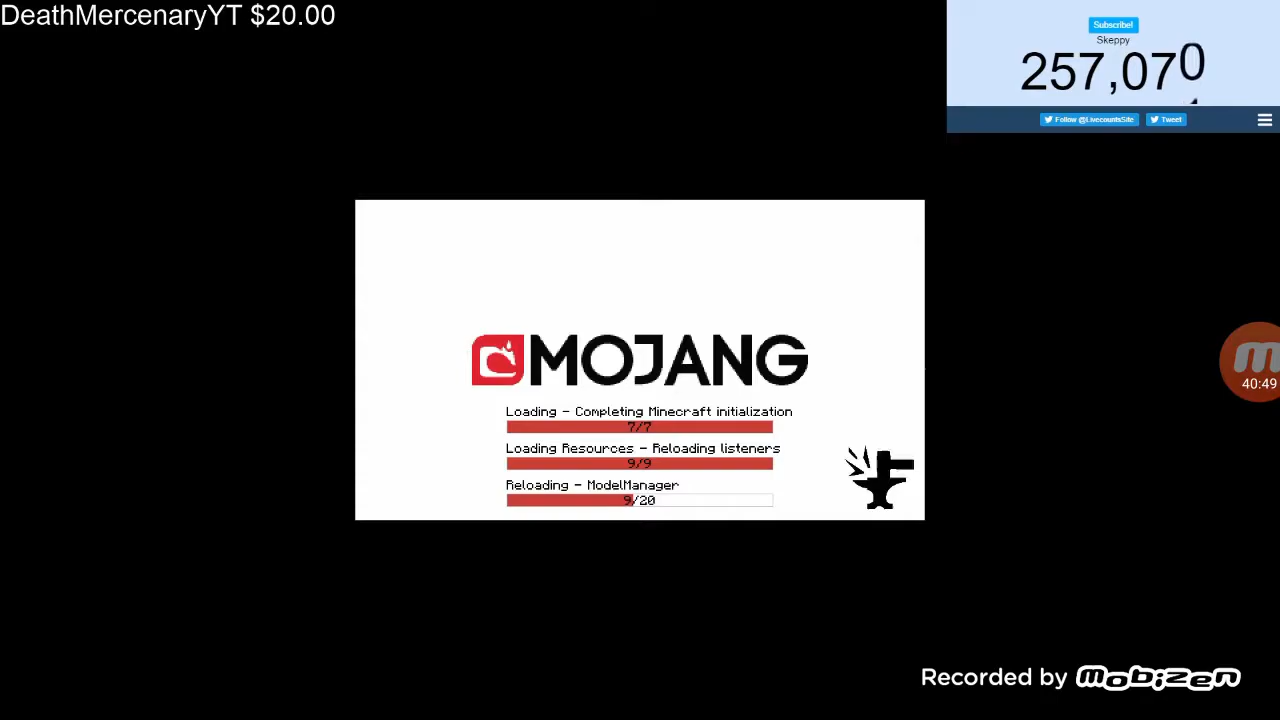 DeathMercenaryYT $20.00
Subscribe!
Skeppy
257,070
Follow @LivecountsSite
Tweet
MOJANG
Loading - Completing Minecraft initialization
7/7
Loading Resources - Reloading listeners
9/9
Reloading - ModelManager
9/20
40:49
Recorded by Mobizen